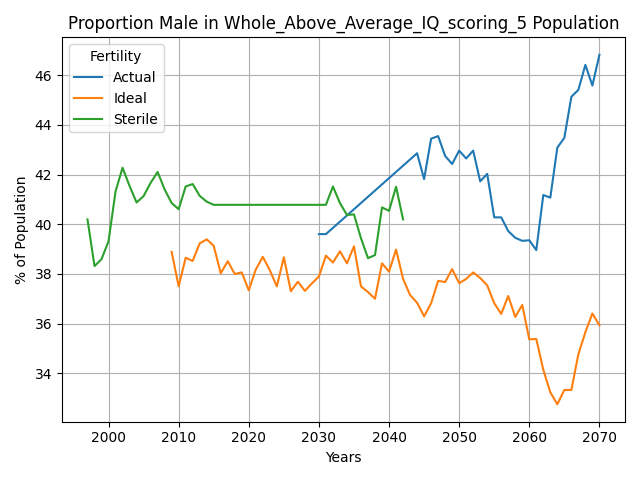 Proportion Male in Whole_Above_Average_IQ_scoring_5 Population
Fertility
Actual
Ideal
Sterile
% of Population
46
44
42
40
38
36
34
2000
2010
2020
2030
2040
2050
2060
2070
Years